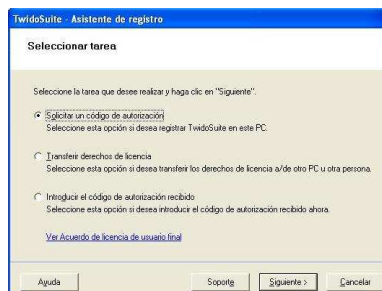 TwidoSuite - Asistente de registro
Seleccionar tarea
Seleccione la tarea que desee realizar y haga clic en "Siguiente".
Solicitar un código de autorización
Seleccione esta opción si desea registrar TwidoSuite en este PC.
Transferir derechos de licencia
Seleccione esta opción si desea transferir los derechos de licencia a/de otro PC u otra persona.
Introducir el código de autorización recibido
Seleccione esta opción si desea introducir el código de autorización recibido ahora.
Ver Acuerdo de licencia de usuario final
Ayuda Soporte Siguiente > Cancelar